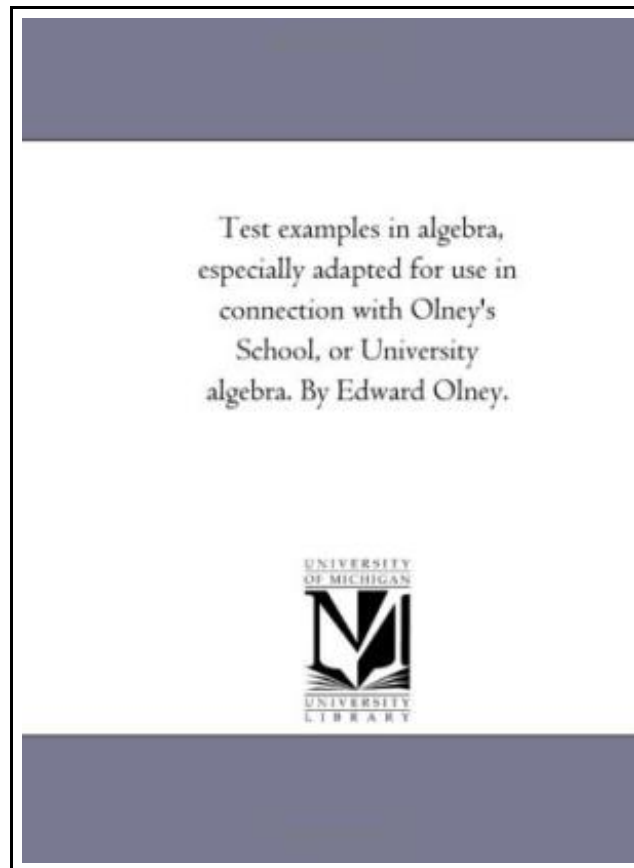 Test examples in algebra,
especially adapted for use in
connection with Olney's
School, or University
algebra. By Edward Olney.
UNIVERSITY
OF MICHIGAN
UNIVERSITY
LIBRARY